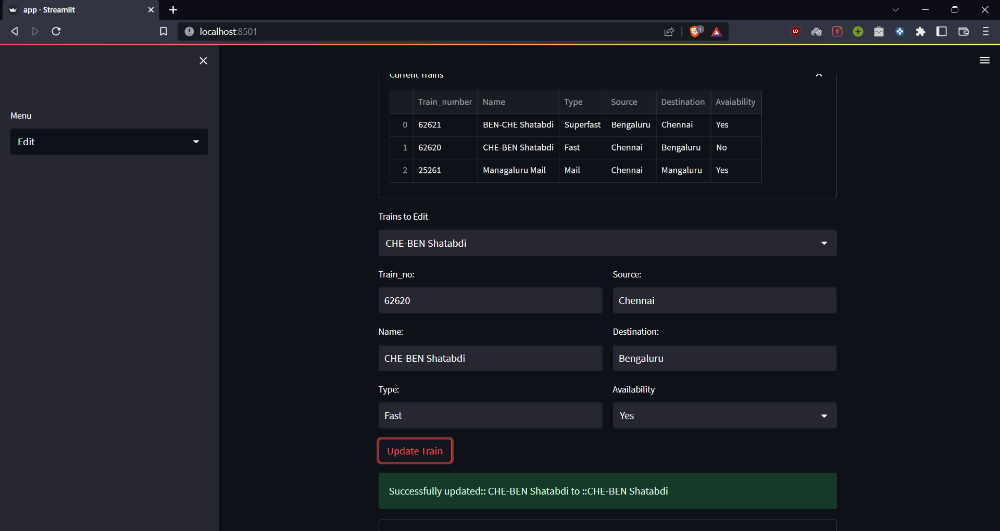 app · Streamlit
localhost:8501
1
Menu
Edit
Current Trains
Train_number Name Type Source Destination Avaiability
0 62621 BEN-CHE Shatabdi Superfast Bengaluru Chennai Yes
1 62620 CHE-BEN Shatabdi Fast Chennai Bengaluru No
2 25261 Managaluru Mail Mail Chennai Mangaluru Yes
Trains to Edit
CHE-BEN Shatabdi
Train_no: Source:
62620 Chennai
Name: Destination:
CHE-BEN Shatabdi Bengaluru
Type: Availability
Fast Yes
Update Train
Successfully updated:: CHE-BEN Shatabdi to ::CHE-BEN Shatabdi